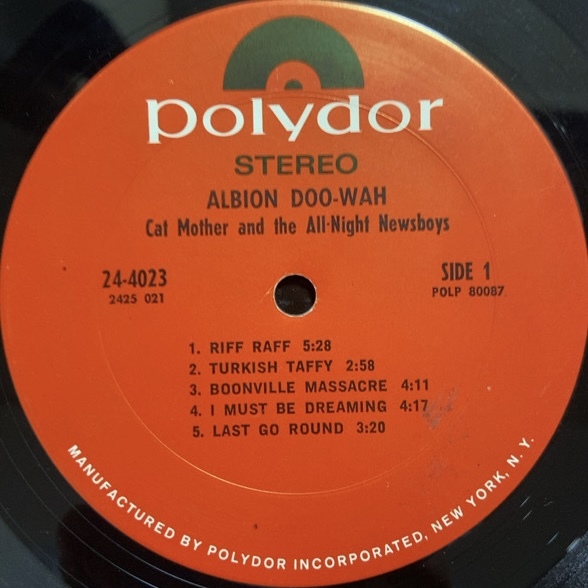 polydor
STEREO
ALBION DOO-WAH
Cat Mother and the All-Night Newsboys
24-4023
2425 021
SIDE 1
POLP 80087
1. RIFF RAFF 5:28
2. TURKISH TAFFY 2:58
3. BOONVILLE MASSACRE 4:11
4. I MUST BE DREAMING 4:17
5. LAST GO ROUND 3:20
MANUFACTURED BY POLYDOR INCORPORATED, NEW YORK, N. Y.